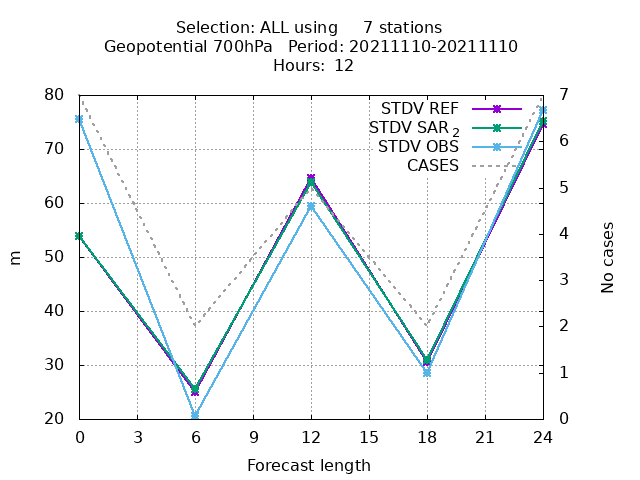 Selection: ALL using     7 stations
Geopotential 700hPa   Period: 20211110-20211110
Hours: 12
80
70
60
50
40
30
20
m
7
6
5
4
3
2
1
0
No cases
STDV REF
STDV SAR2
STDV OBS
CASES
0 3 6 9 12 15 18 21 24
Forecast length